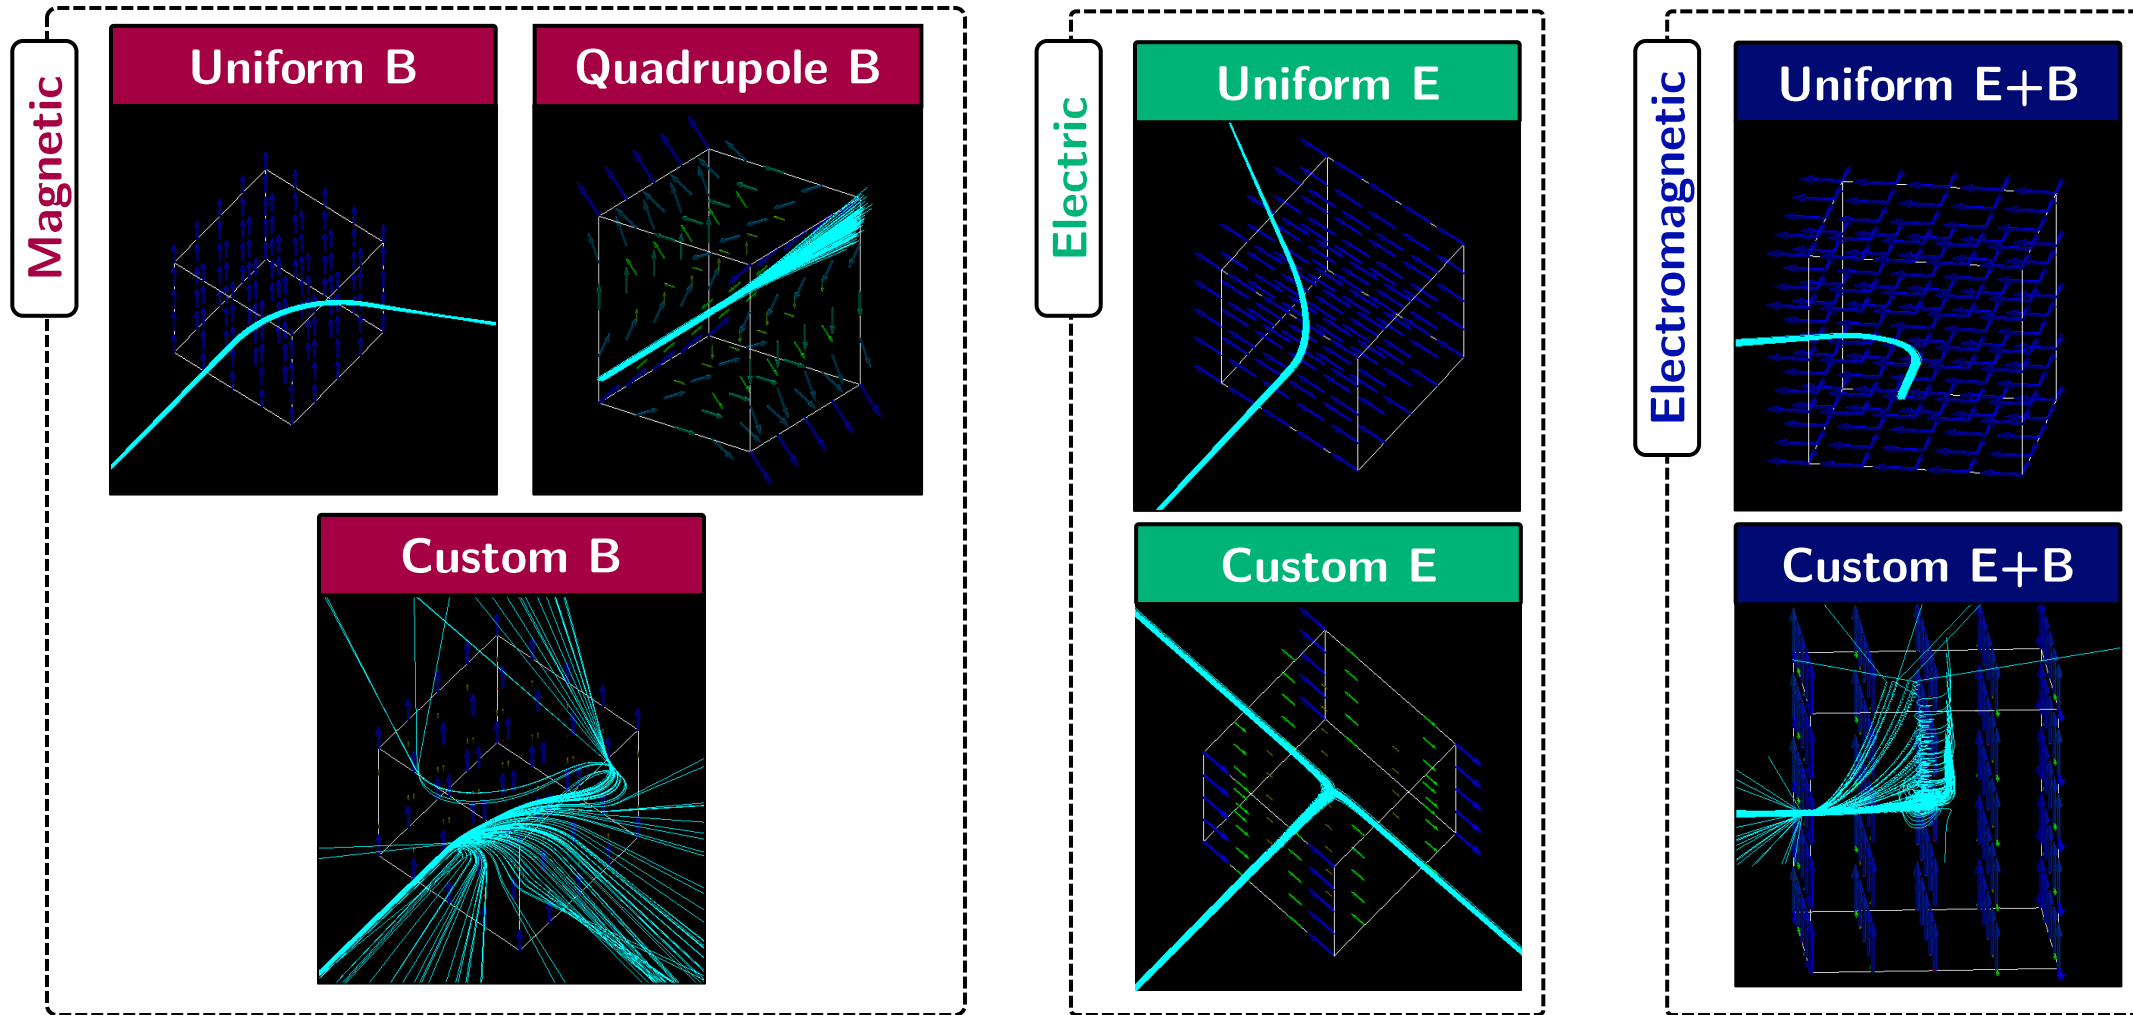 Magnetic
Uniform B
Quadrupole B
Custom B
Electric
Uniform E
Custom E
Electromagnetic
Uniform E+B
Custom E+B